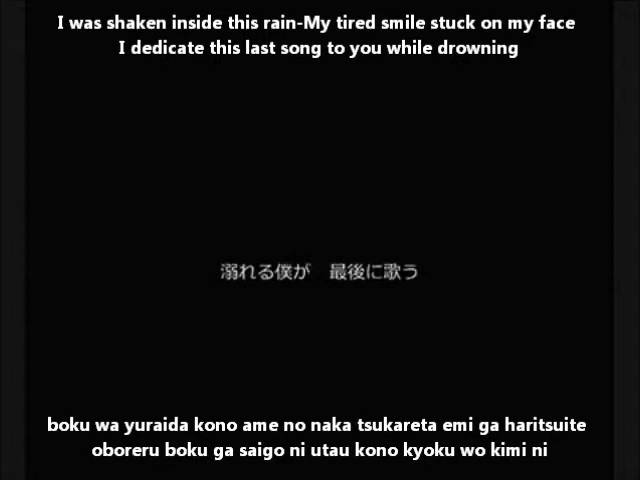 I was shaken inside this rain-My tired smile stuck on my face
I dedicate this last song to you while drowning
溺れる僕が　最後に歌う
boku wa yuraida kono ame no naka tsukareta emi ga haritsuite
oboreru boku ga saigo ni utau kono kyoku wo kimi ni